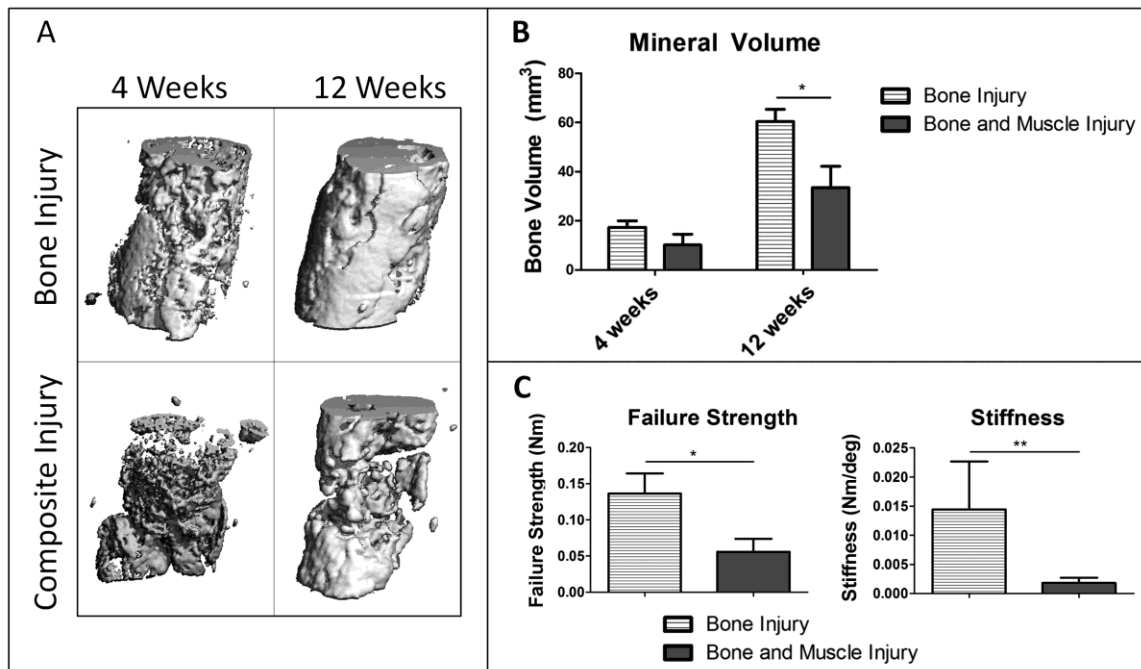 A
4 Weeks 12 Weeks
Bone Injury
Composite Injury
B
Mineral Volume
Bone Volume (mm³)
80
60
40
20
0
*
4 weeks
12 weeks
Bone Injury
Bone and Muscle Injury
C
Failure Strength
Failure Strength (Nm)
0.20
0.15
0.10
0.05
0.00
*
Stiffness
Stiffness (Nm/deg)
0.025
0.020
0.015
0.010
0.005
0.000
**
Bone Injury
Bone and Muscle Injury